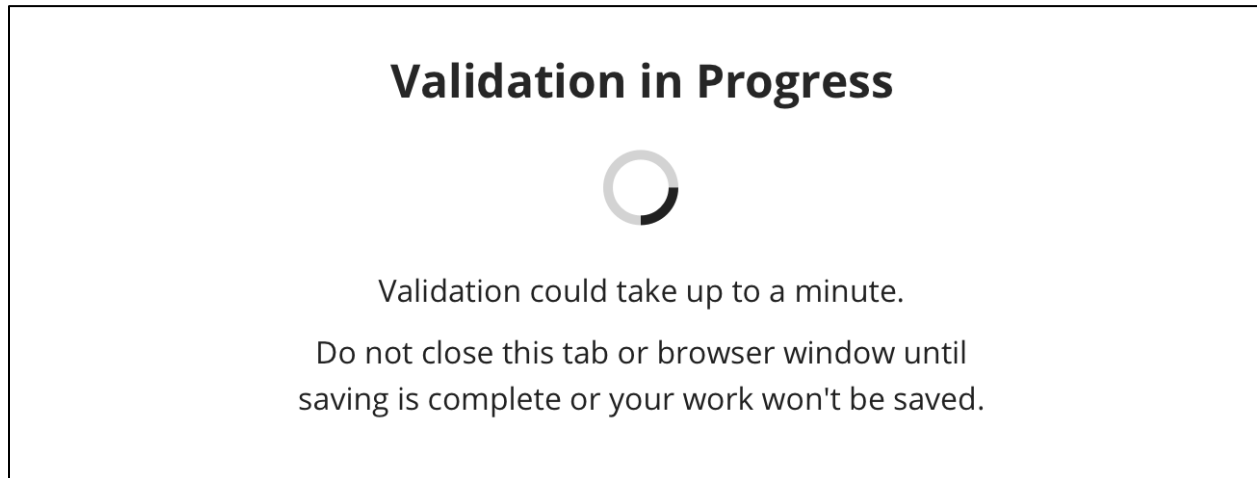 Validation in Progress
Validation could take up to a minute.
Do not close this tab or browser window until
saving is complete or your work won't be saved.